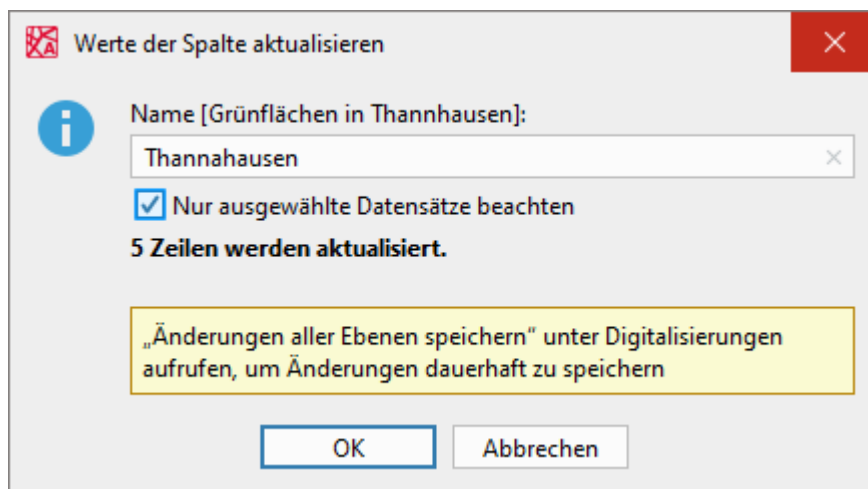 Werte der Spalte aktualisieren
Name [Grünflächen in Thannhausen]:
Thannahausen
Nur ausgewählte Datensätze beachten
5 Zeilen werden aktualisiert.
„Änderungen aller Ebenen speichern“ unter Digitalisierungen
aufrufen, um Änderungen dauerhaft zu speichern
OK
Abbrechen